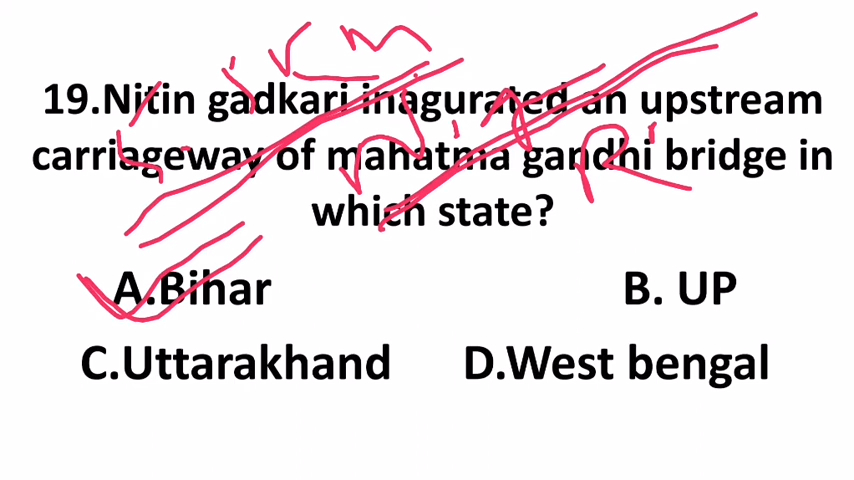 19.Nitin gadkari inagurated an upstream
carriageway of mahatma gandhi bridge in
which state?
A.Bihar B. UP
C.Uttarakhand D.West bengal